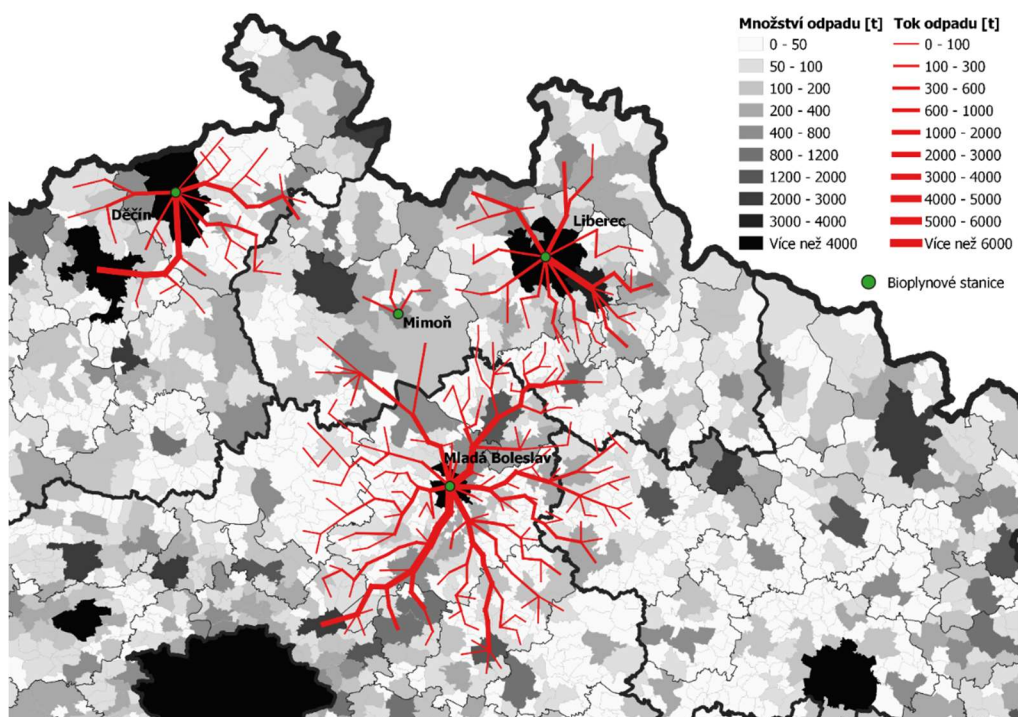 Množství odpadu [t]
0 - 50
50 - 100
100 - 200
200 - 400
400 - 800
800 - 1200
1200 - 2000
2000 - 3000
3000 - 4000
Více než 4000
Tok odpadu [t]
0 - 100
100 - 300
300 - 600
600 - 1000
1000 - 2000
2000 - 3000
3000 - 4000
4000 - 5000
5000 - 6000
Více než 6000
Bioplynové stanice
Děčín
Liberec
Mimoň
Mladá Boleslav